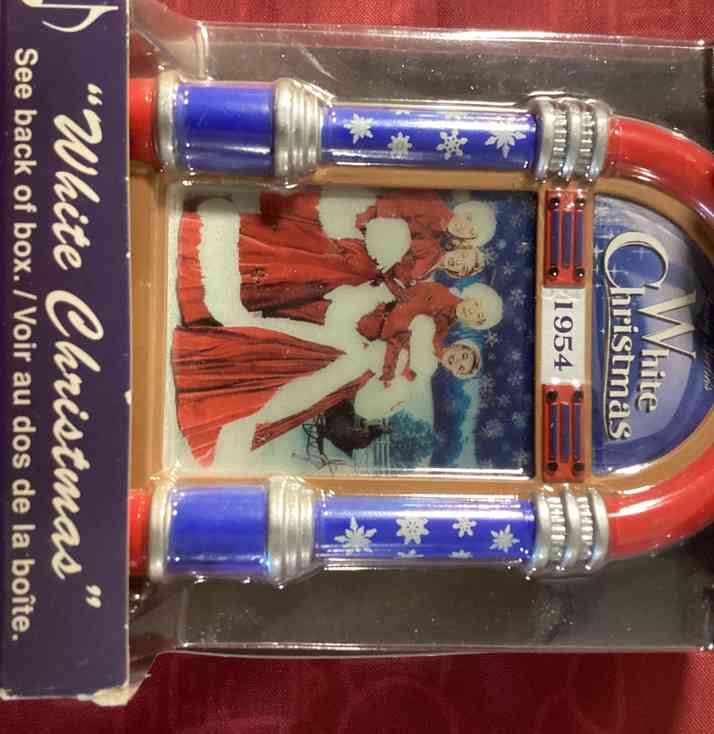 "White Christmas"
See back of box. / Voir au dos de la boîte.
White
Christmas
1954